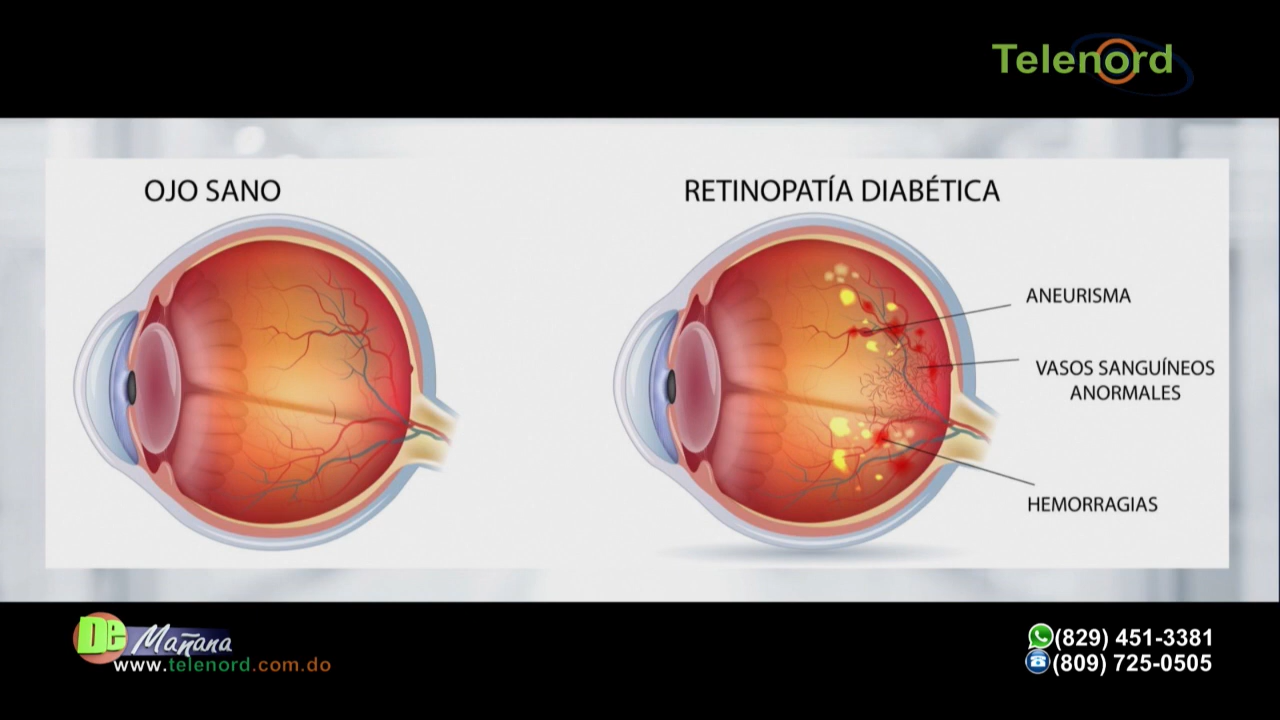 Telenord
OJO SANO
RETINOPATÍA DIABÉTICA
ANEURISMA
VASOS SANGUÍNEOS
ANORMALES
HEMORRAGIAS
De Mañana
www.telenord.com.do
(829) 451-3381
(809) 725-0505